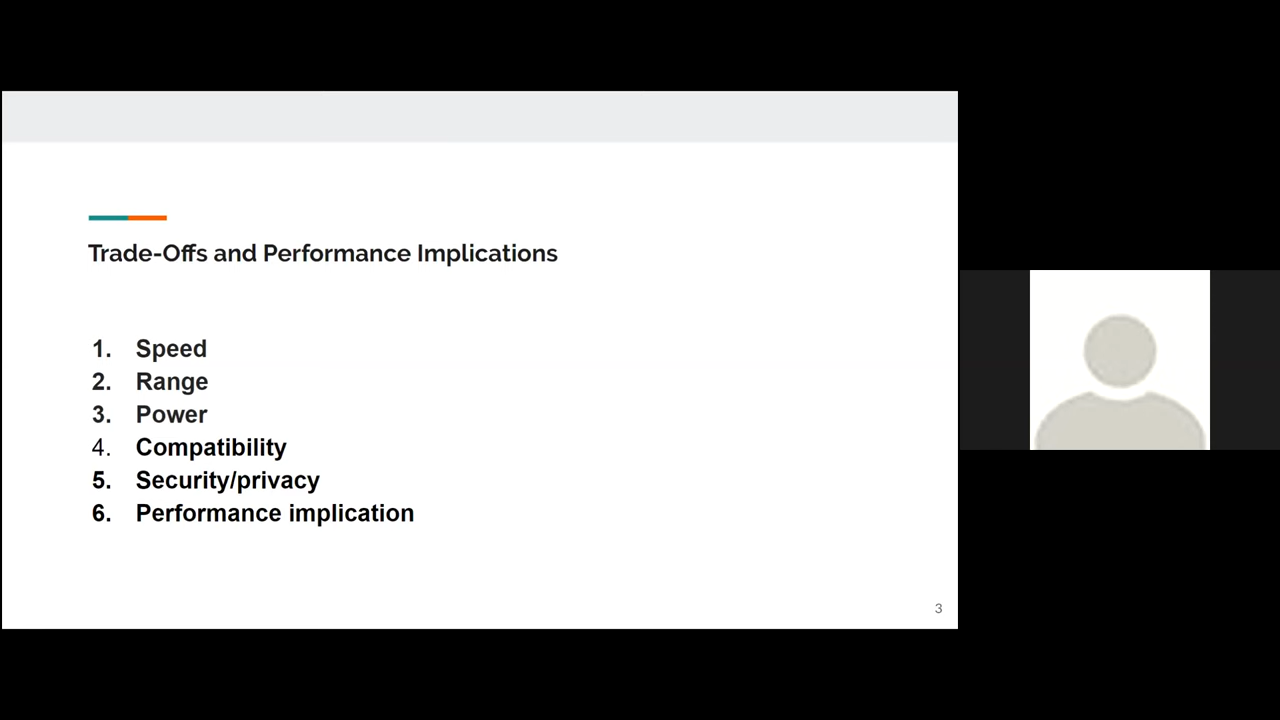 Trade-Offs and Performance Implications
1. Speed
2. Range
3. Power
4. Compatibility
5. Security/privacy
6. Performance implication
3